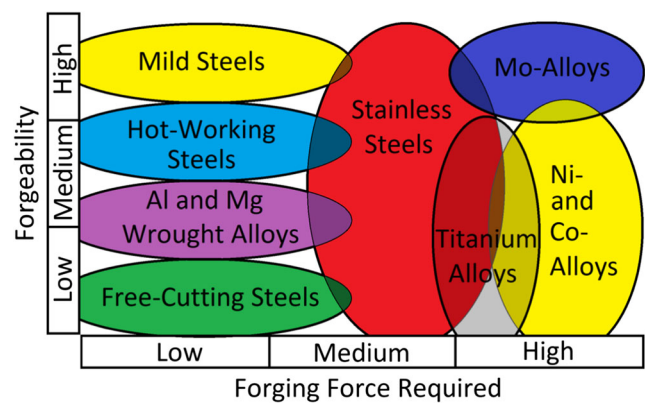 Forgeability
High
Medium
Low
Mild Steels
Hot-Working
Steels
Al and Mg
Wrought Alloys
Free-Cutting Steels
Stainless
Steels
Mo-Alloys
Titanium
Alloys
Ni-
and
Co-
Alloys
Low
Medium
High
Forging Force Required